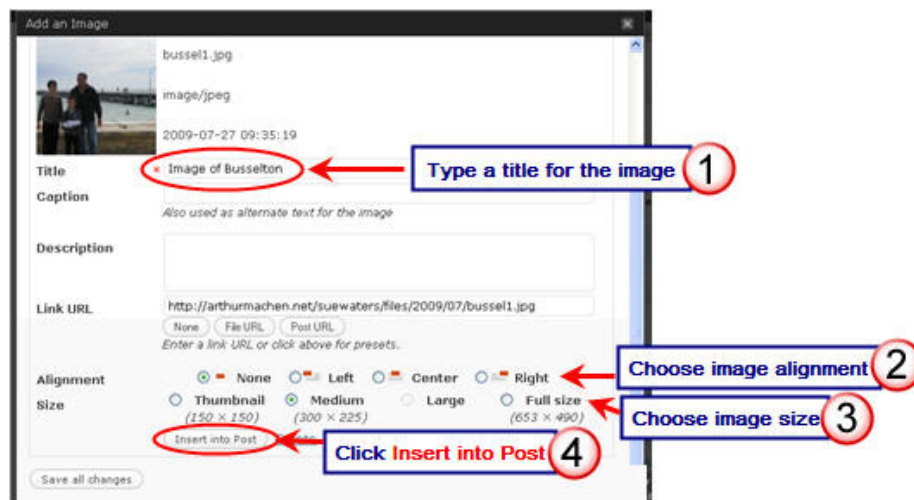 Add an Image
bussel1.jpg
image/jpeg
2009-07-27 09:35:19
Title * Image of Busselton
Type a title for the image 1
Caption
Also used as alternate text for the image
Description
Link URL http://arthurmachen.net/suewaters/files/2009/07/bussel1.jpg
None File URL Post URL
Enter a link URL or click above for presets.
Alignment None Left Center Right
Choose image alignment 2
Size Thumbnail Medium Large Full size
(150 × 150) (300 × 225) (653 × 490)
Choose image size 3
Insert into Post
Click Insert into Post 4
Save all changes